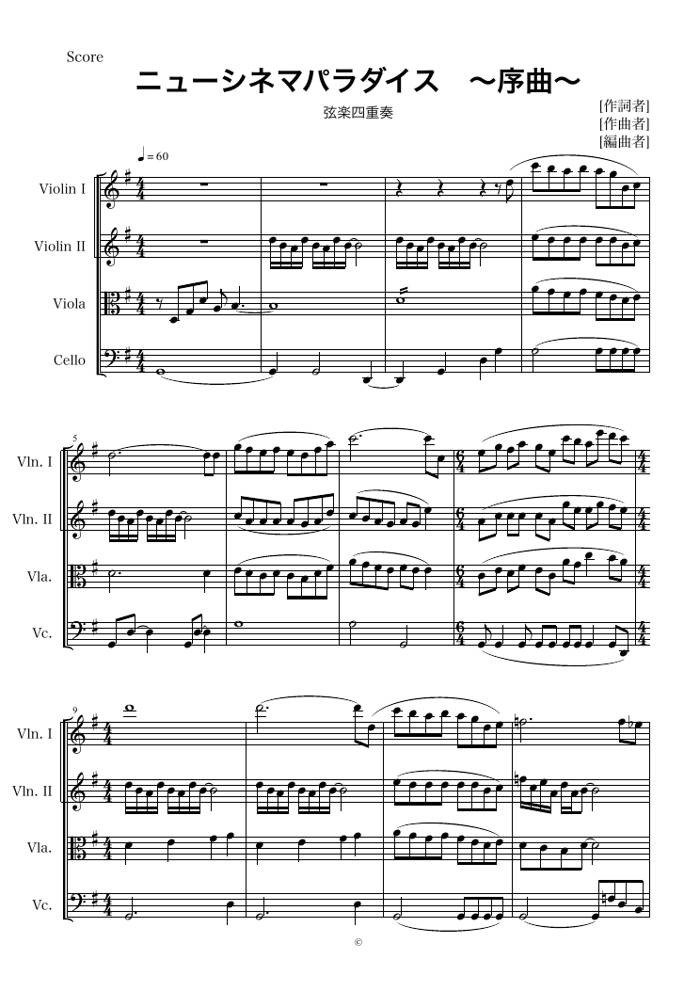 Score
ニューシネマパラダイス　～序曲～
弦楽四重奏
[作詞者]
[作曲者]
[編曲者]
♩= 60
Violin I
Violin II
Viola
Cello
5
Vln. I
Vln. II
Vla.
Vc.
9
Vln. I
Vln. II
Vla.
Vc.
©